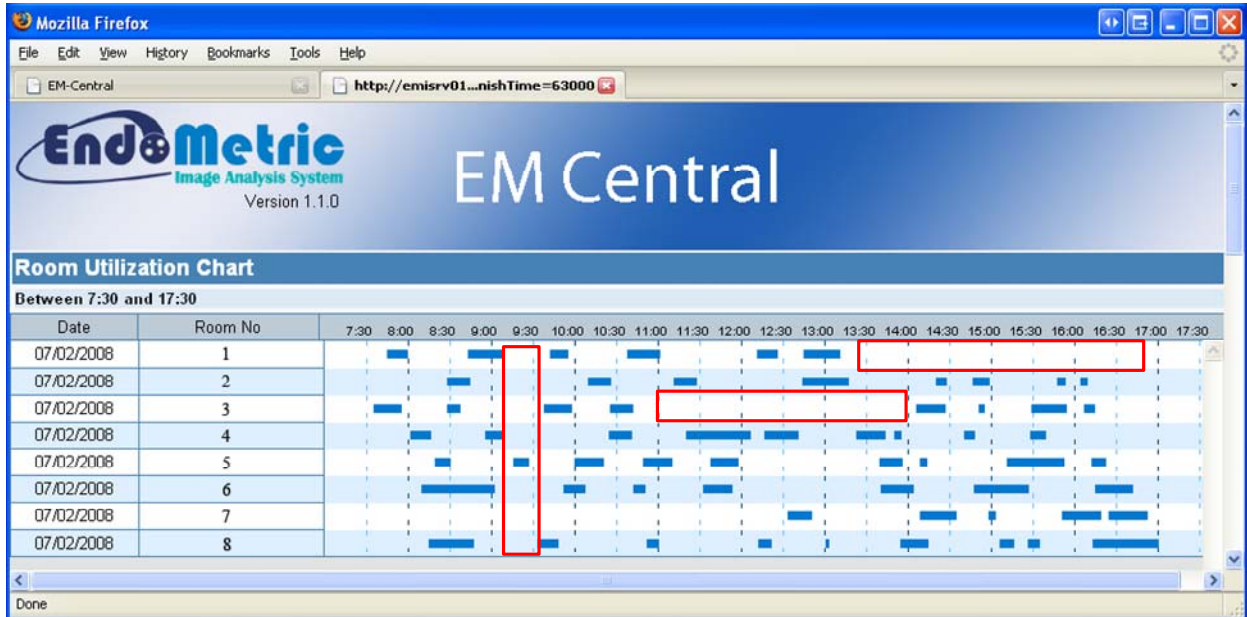 Mozilla Firefox
File Edit View History Bookmarks Tools Help
EM-Central http://emisrv01...nishTime=63000
EndoMetric
Image Analysis System
Version 1.1.0
EM Central
Room Utilization Chart
Between 7:30 and 17:30
Date Room No 7:30 8:00 8:30 9:00 9:30 10:00 10:30 11:00 11:30 12:00 12:30 13:00 13:30 14:00 14:30 15:00 15:30 16:00 16:30 17:00 17:30
07/02/2008 1
07/02/2008 2
07/02/2008 3
07/02/2008 4
07/02/2008 5
07/02/2008 6
07/02/2008 7
07/02/2008 8
Done